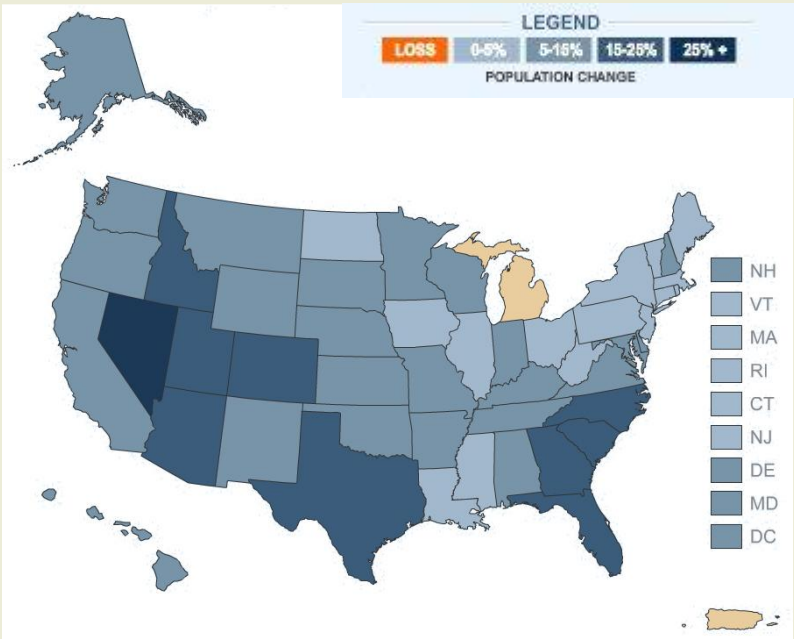 LEGEND
LOSS 0-5% 5-15% 15-25% 25% +
POPULATION CHANGE
NH
VT
MA
RI
CT
NJ
DE
MD
DC